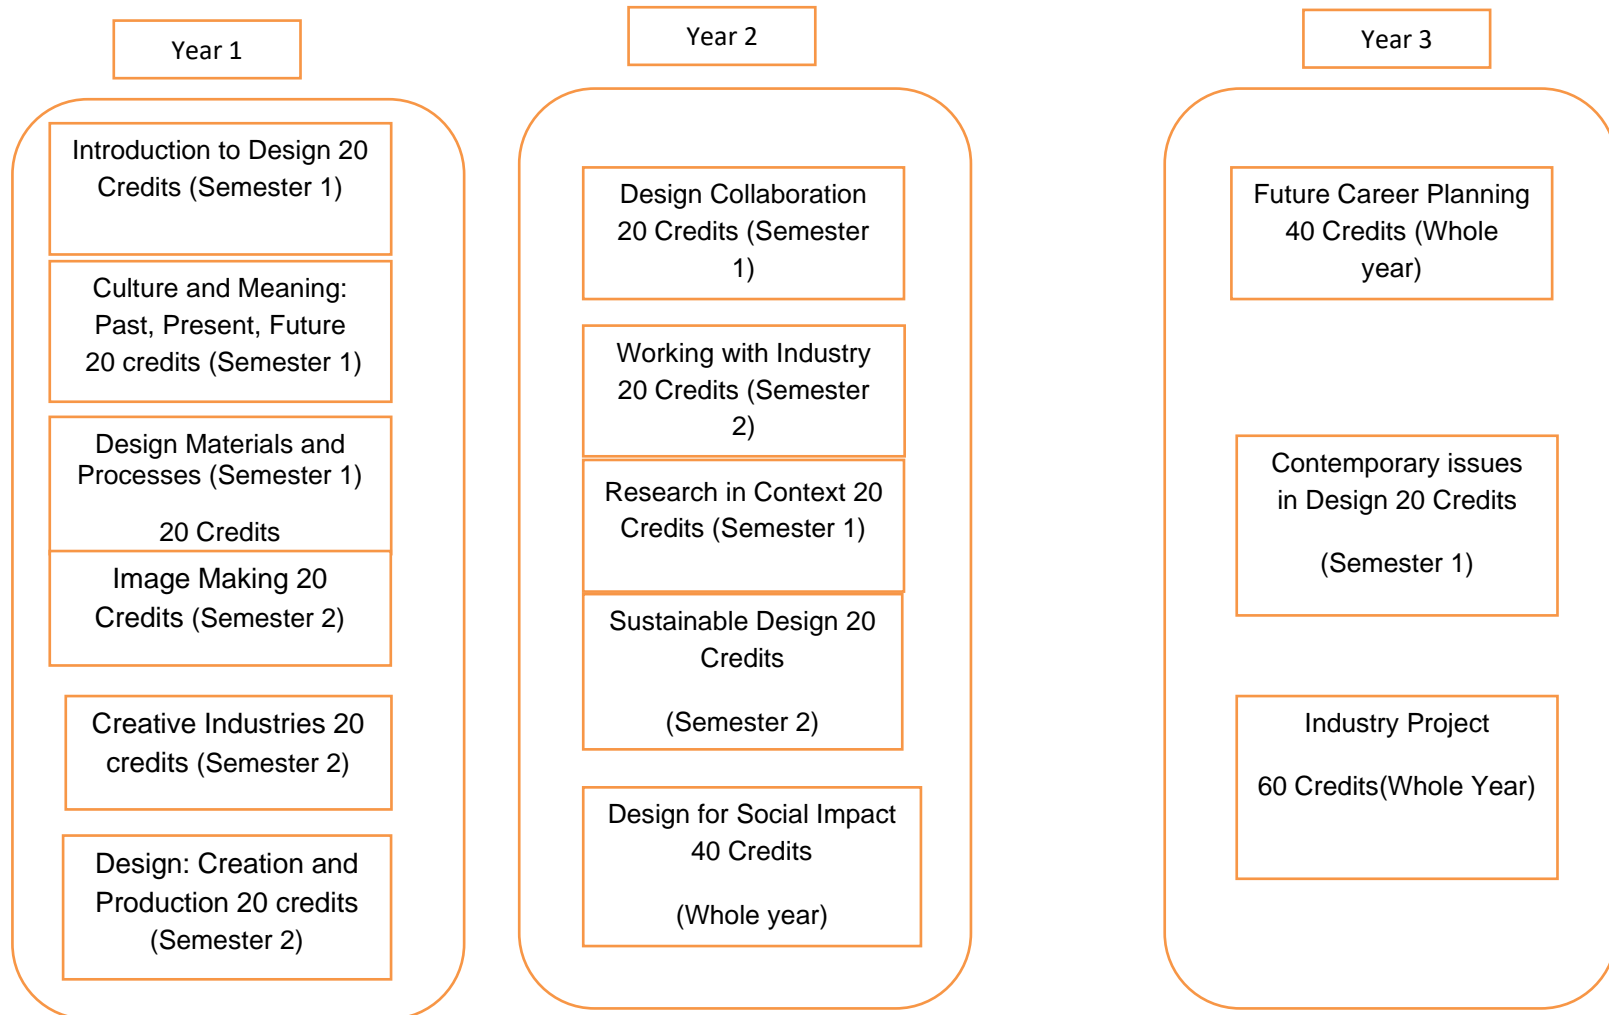 Year 1
Introduction to Design 20
Credits (Semester 1)
Culture and Meaning:
Past, Present, Future
20 credits (Semester 1)
Design Materials and
Processes (Semester 1)
20 Credits
Image Making 20
Credits (Semester 2)
Creative Industries 20
credits (Semester 2)
Design: Creation and
Production 20 credits
(Semester 2)
Year 2
Design Collaboration
20 Credits (Semester
1)
Working with Industry
20 Credits (Semester
2)
Research in Context 20
Credits (Semester 1)
Sustainable Design 20
Credits
(Semester 2)
Design for Social Impact
40 Credits
(Whole year)
Year 3
Future Career Planning
40 Credits (Whole
year)
Contemporary issues
in Design 20 Credits
(Semester 1)
Industry Project
60 Credits(Whole Year)